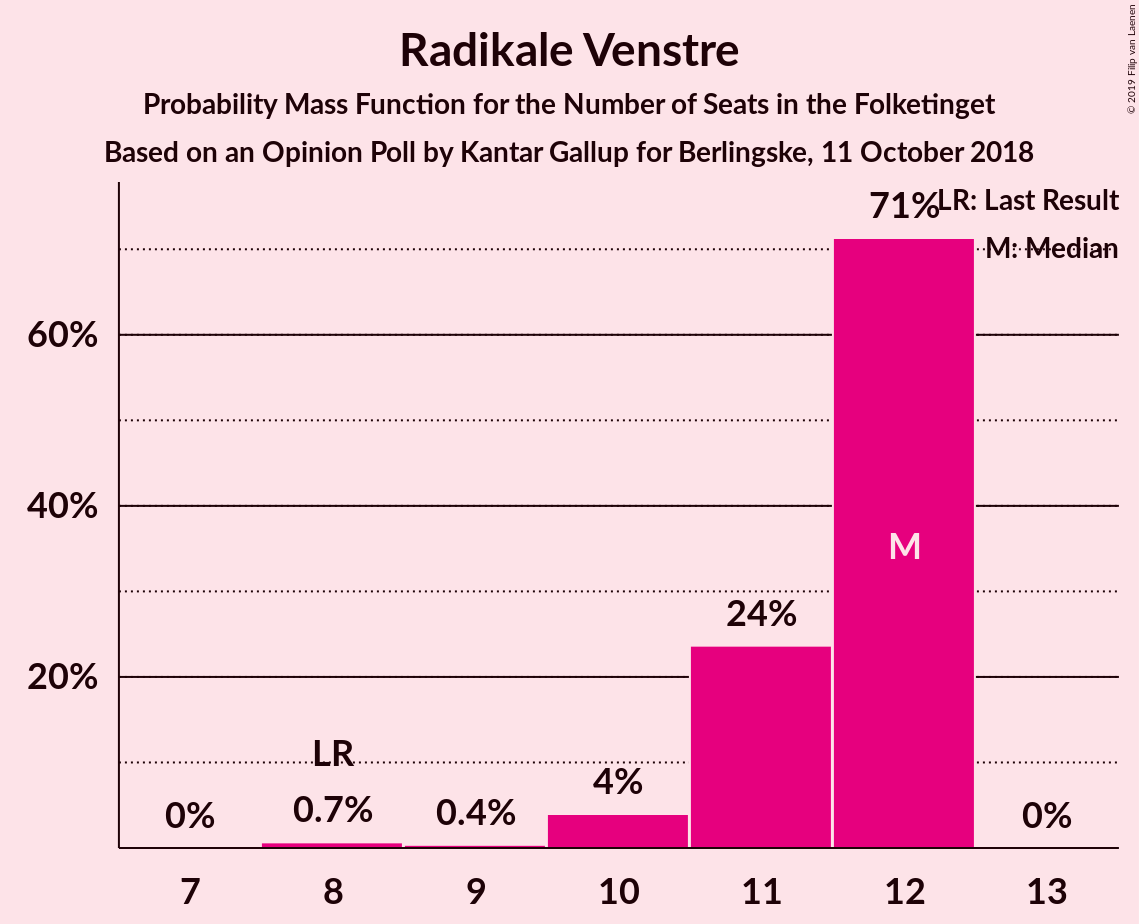 Radikale Venstre
Probability Mass Function for the Number of Seats in the Folketinget
Based on an Opinion Poll by Kantar Gallup for Berlingske, 11 October 2018
© 2019 Filip van Laenen
LR: Last Result
M: Median
71%
60%
40%
M
24%
20%
LR
4%
0%
0.7%
0.4%
0%
7
8
9
10
11
12
13